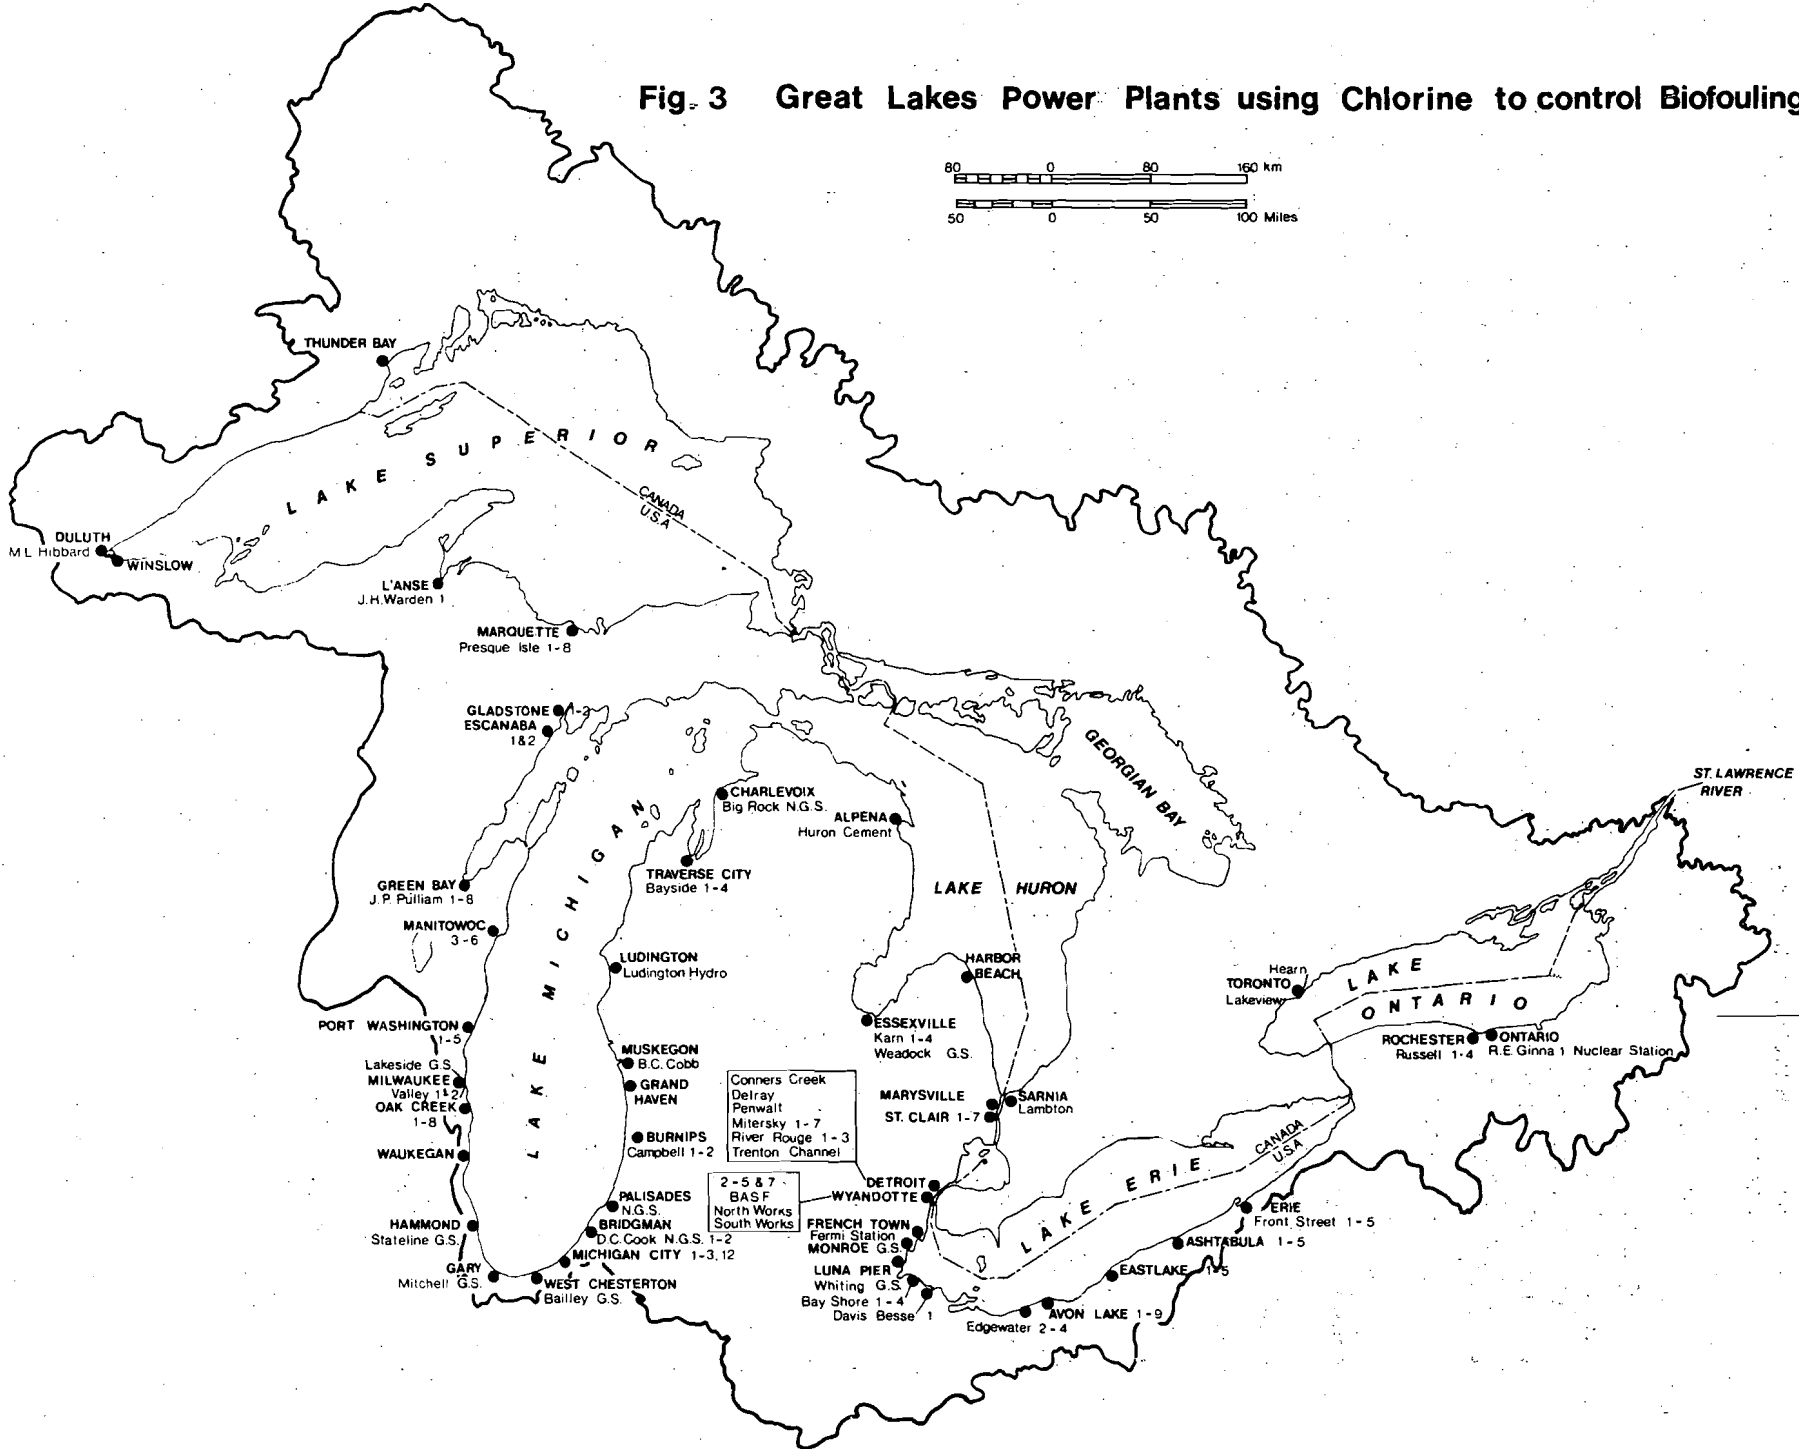 Fig. 3 Great Lakes Power Plants using Chlorine to control Biofouling
80 0 80 160 km
50 0 50 100 Miles
THUNDER BAY
LAKE SUPERIOR
CANADA
U.S.A
DULUTH
M L Hibbard
WINSLOW
L'ANSE
J.H.Warden 1
MARQUETTE
Presque Isle 1-8
GLADSTONE 1-2
ESCANABA
1&2
GEORGIAN BAY
ST. LAWRENCE
RIVER
CHARLEVOIX
Big Rock N.G.S.
ALPENA
Huron Cement
LAKE MICHIGAN
TRAVERSE CITY
Bayside 1-4
GREEN BAY
J.P. Pulliam 1-8
LAKE HURON
MANITOWOC
3-6
LUDINGTON
Ludington Hydro
HARBOR
BEACH
Hearn
TORONTO
Lakeview
LAKE
ONTARIO
PORT WASHINGTON
1-5
ESSEXVILLE
Karn 1-4
Weadock G.S.
ROCHESTER
Russell 1-4
ONTARIO
R.E.Ginna 1 Nuclear Station
MUSKEGON
B.C. Cobb
Lakeside G.S.
MILWAUKEE
Valley 1&2
OAK CREEK
1-8
GRAND
HAVEN
Conners Creek
Delray
Penwalt
Mitersky 1-7
River Rouge 1-3
Trenton Channel
MARYSVILLE
ST. CLAIR 1-7
SARNIA
Lambton
BURNIPS
Campbell 1-2
WAUKEGAN
CANADA
U.S.A
LAKE ERIE
2-5 & 7
BASF
North Works
South Works
DETROIT
WYANDOTTE
PALISADES
N.G.S.
BRIDGMAN
D.C.Cook N.G.S. 1-2
HAMMOND
Stateline G.S.
FRENCH TOWN
Fermi Station
MONROE G.S.
ERIE
Front Street 1-5
ASHTABULA 1-5
MICHIGAN CITY 1-3,12
GARY
Mitchell G.S.
WEST CHESTERTON
Bailley G.S.
LUNA PIER
Whiting G.S.
Bay Shore 1-4
Davis Besse 1
EASTLAKE 1-5
AVON LAKE 1-9
Edgewater 2-4